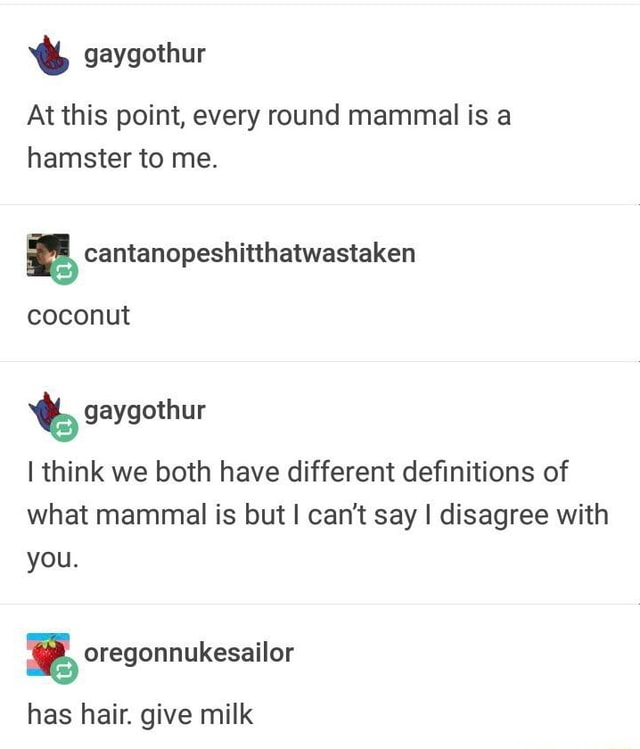 gaygothur
At this point, every round mammal is a
hamster to me.
cantanopeshitthatwastaken
coconut
gaygothur
I think we both have different definitions of
what mammal is but I can't say I disagree with
you.
oregonnukesailor
has hair. give milk